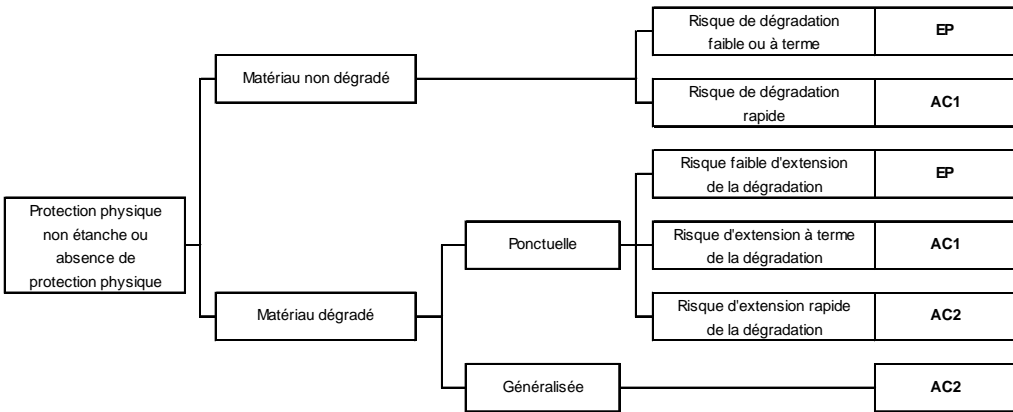 Risque de dégradation
faible ou à terme
EP
Matériau non dégradé
Risque de dégradation
rapide
AC1
Risque faible d'extension
de la dégradation
EP
Protection physique
non étanche ou
absence de
protection physique
Ponctuelle
Risque d'extension à terme
de la dégradation
AC1
Matériau dégradé
Risque d'extension rapide
de la dégradation
AC2
Généralisée
AC2